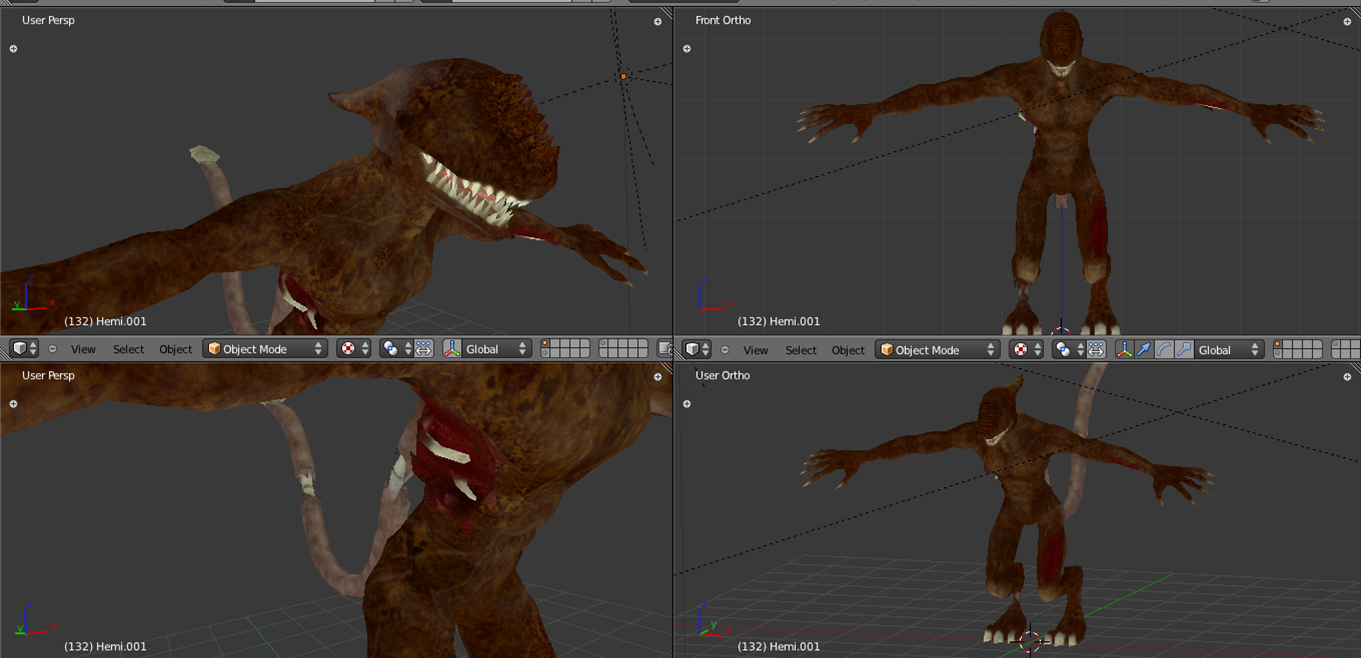 User Persp
Front Ortho
(132) Hemi.001
(132) Hemi.001
View Select Object Object Mode Global
View Select Object Object Mode Global
User Persp
User Ortho
(132) Hemi.001
(132) Hemi.001